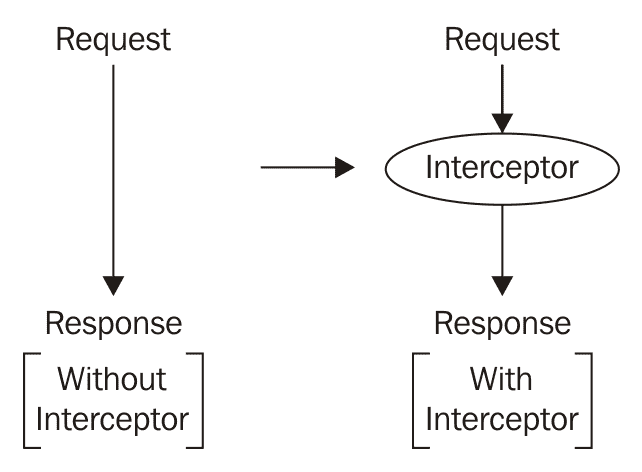 Request
Response
Without
Interceptor
Request
Interceptor
Response
With
Interceptor